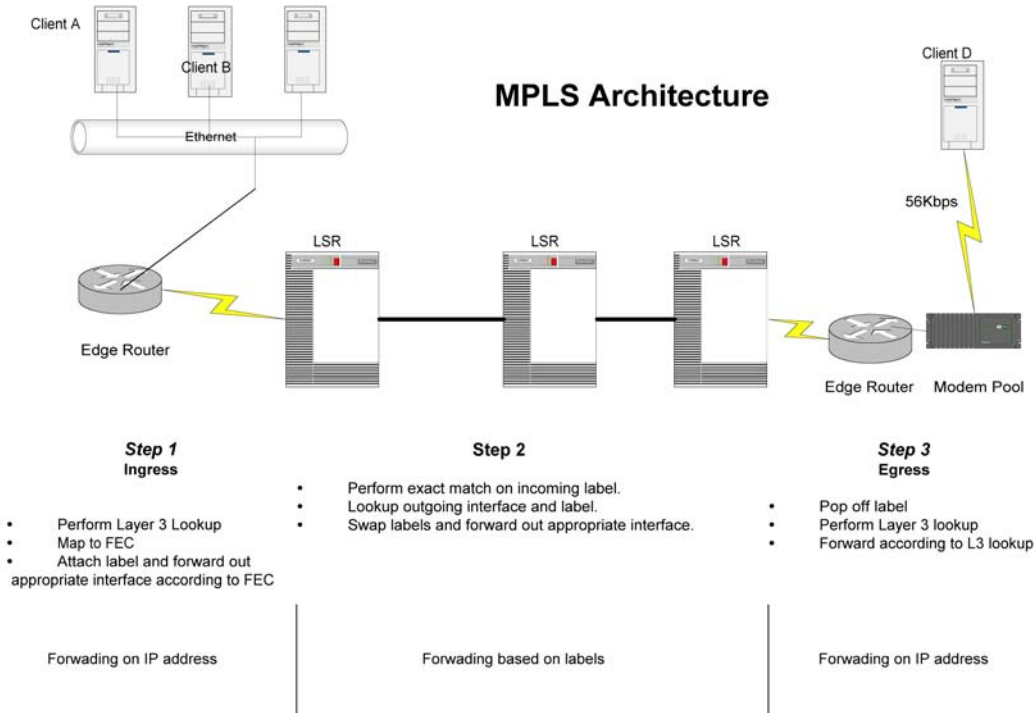 Client A
Client B
Client D
MPLS Architecture
Ethernet
56Kbps
LSR
LSR
LSR
Edge Router
Edge Router
Modem Pool
Step 1
Ingress
• Perform Layer 3 Lookup
• Map to FEC
• Attach label and forward out
appropriate interface according to FEC
Step 2
• Perform exact match on incoming label.
• Lookup outgoing interface and label.
• Swap labels and forward out appropriate interface.
Step 3
Egress
• Pop off label
• Perform Layer 3 lookup
• Forward according to L3 lookup
Forwading on IP address
Forwading based on labels
Forwading on IP address